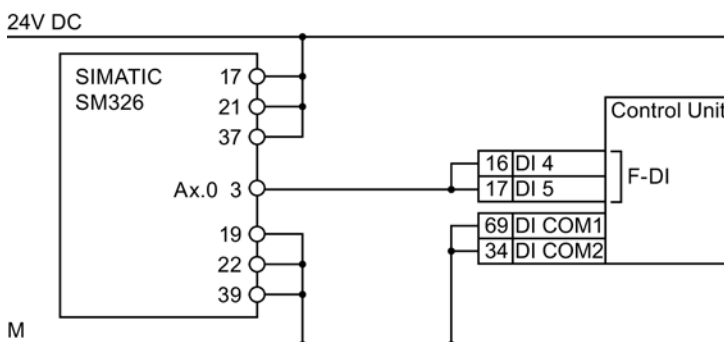 24V DC
SIMATIC
SM326
17
21
37
Ax.0 3
19
22
39
Control Unit
16 DI 4
17 DI 5
F-DI
69 DI COM1
34 DI COM2
M